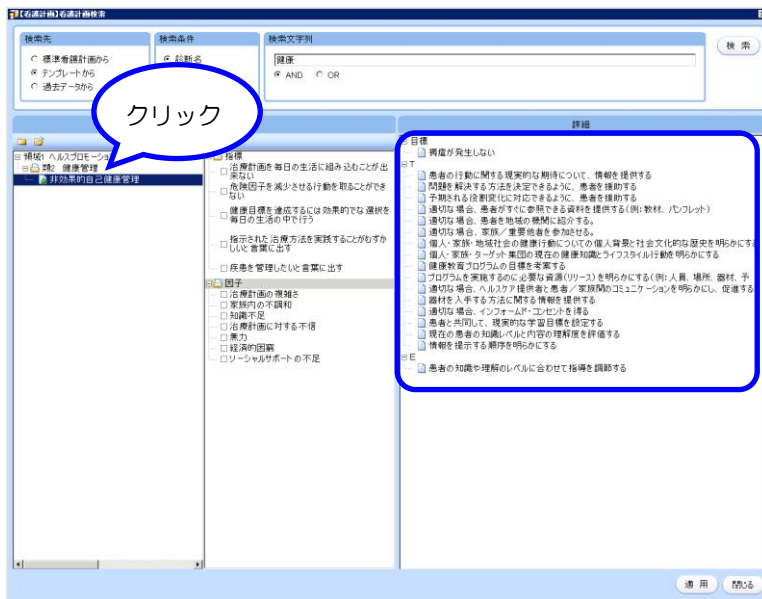 【看護計画】看護計画検索
検索先
検索条件
検索文字列
標準看護計画から
テンプレートから
過去データから
診断名
健康
AND OR
検 索
クリック
詳細
領域1 ヘルスプロモーション
類2 健康管理
非効果的自己健康管理
指標
治療計画を毎日の生活に組み込むことが出
来ない
危険因子を減少させる行動を取ることができ
ない
健康目標を達成するには効果的でな選択を
毎日の生活の中で行う
指示された治療方法を実践することがむずか
しいと言葉に出す
疾患を管理したいと言葉に出す
因子
治療計画の複雑さ
家族内の不調和
知識不足
治療計画に対する不信
無力
経済的困窮
ソーシャルサポートの不足
目標
褥瘡が発生しない
T
患者の行動に関する現実的な期待について、情報を提供する
問題を解決する方法を決定できるように、患者を援助する
予期される役割変化に対応できるように、患者を援助する
適切な場合、患者がすぐに参照できる資料を提供する(例:教材、パンフレット)
適切な場合、患者を地域の機関に紹介する。
適切な場合、家族/重要他者を参加させる。
個人・家族・地域社会の健康行動についての個人背景と社会文化的な歴史を明らかにす
個人・家族・ターゲット集団の現在の健康知識とライフスタイル行動を明らかにする
健康教育プログラムの目標を考案する
プログラムを実施するのに必要な資源(リリース)を明らかにする(例:人員、場所、器材、予
適切な場合、ヘルスケア提供者と患者/家族間のコミュニケーションを明らかにし、促進する
器材を入手する方法に関する情報を提供する
適切な場合、インフォームド・コンセントを得る
患者と共同して、現実的な学習目標を設定する
現在の患者の知識レベルと内容の理解度を評価する
情報を提示する順序を明らかにする
E
患者の知識や理解のレベルに合わせて指導を調節する
適 用
閉じる